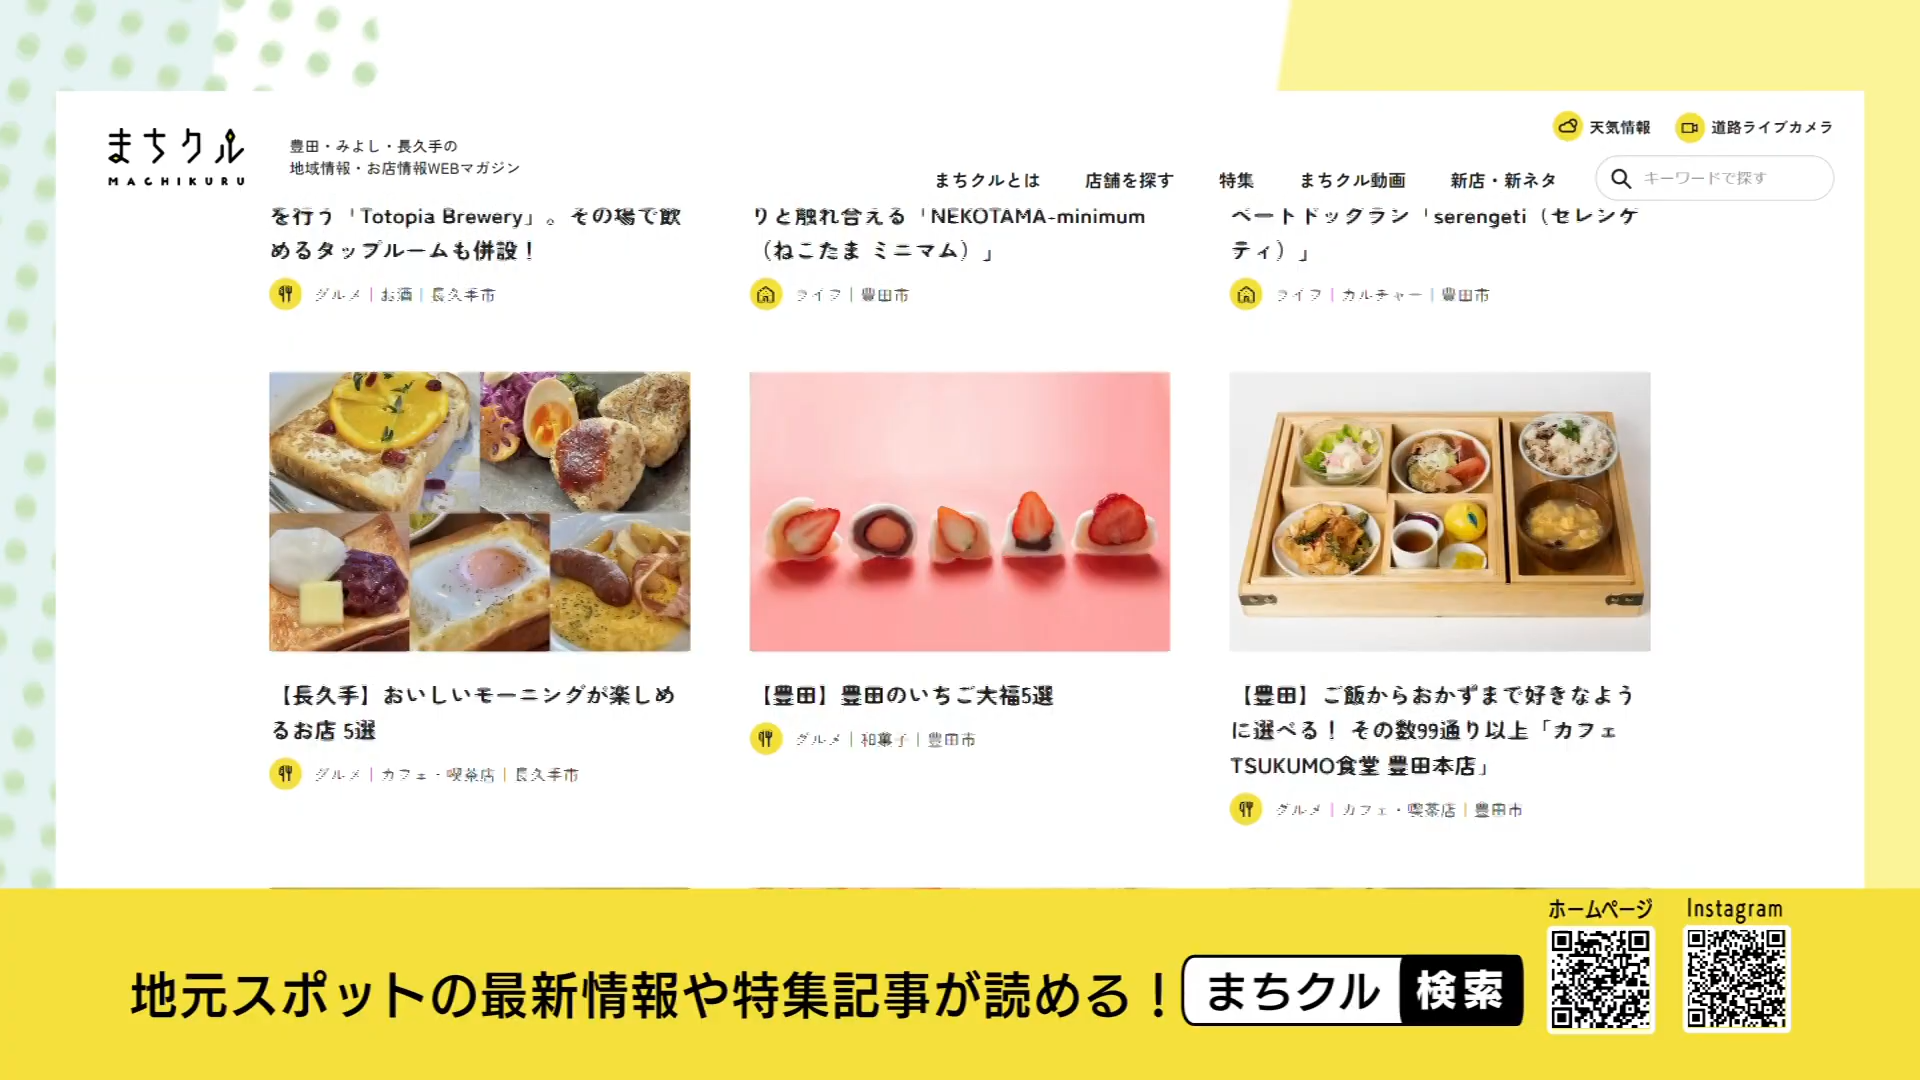 まちクル
MACHIKURU
豊田・みよし・長久手の
地域情報・お店情報WEBマガジン
天気情報
道路ライブカメラ
まちクルとは
店舗を探す
特集
まちクル動画
新店・新ネタ
キーワードで探す
を行う「Totopia Brewery」。その場で飲
めるタップルームも併設！
グルメ｜お酒｜長久手市
りと触れ合える「NEKOTAMA-minimum
（ねこたま ミニマム）」
ライフ｜豊田市
ベートドッグラン「serengeti（セレンゲ
ティ）」
ライフ｜カルチャー｜豊田市
【長久手】おいしいモーニングが楽しめ
るお店 5選
グルメ｜カフェ・喫茶店｜長久手市
【豊田】豊田のいちご大福5選
グルメ｜和菓子｜豊田市
【豊田】ご飯からおかずまで好きなよう
に選べる！ その数99通り以上「カフェ
TSUKUMO食堂 豊田本店」
グルメ｜カフェ・喫茶店｜豊田市
地元スポットの最新情報や特集記事が読める！
まちクル 検索
ホームページ
Instagram